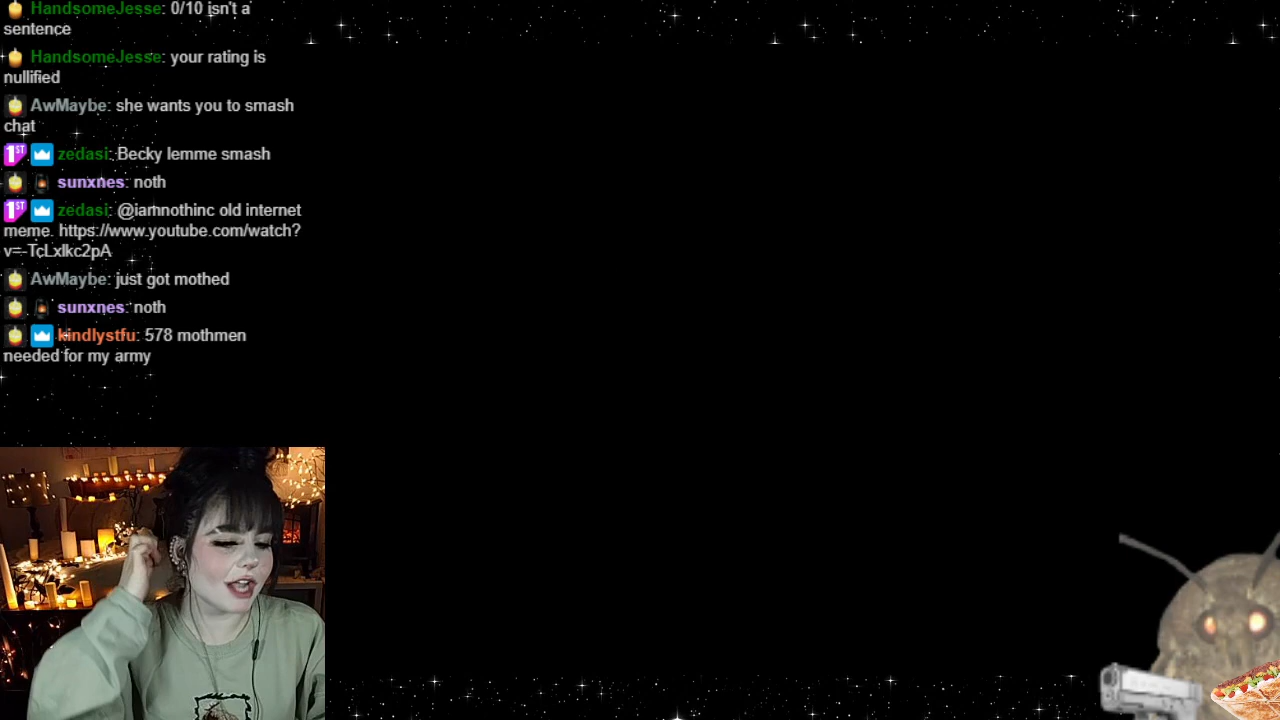 HandsomeJesse: 0/10 isn't a
sentence
HandsomeJesse: your rating is
nullified
AwMaybe: she wants you to smash
chat
1ST zedasi: Becky lemme smash
sunxnes: noth
1ST zedasi: @iamnothinc old internet
meme. https://www.youtube.com/watch?
v=-TcLxlkc2pA
AwMaybe: just got mothed
sunxnes: noth
kindlystfu: 578 mothmen
needed for my army